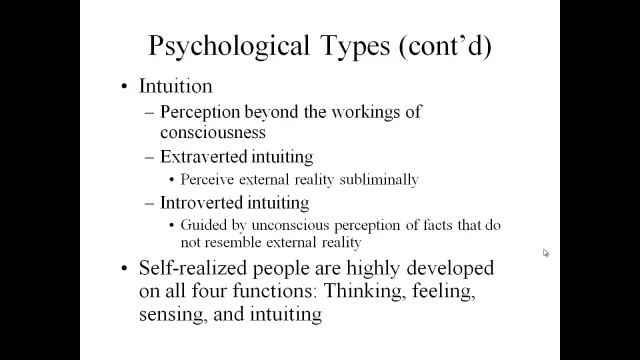 Psychological Types (cont’d)
• Intuition
– Perception beyond the workings of
consciousness
– Extraverted intuiting
• Perceive external reality subliminally
– Introverted intuiting
• Guided by unconscious perception of facts that do
not resemble external reality
• Self-realized people are highly developed
on all four functions: Thinking, feeling,
sensing, and intuiting